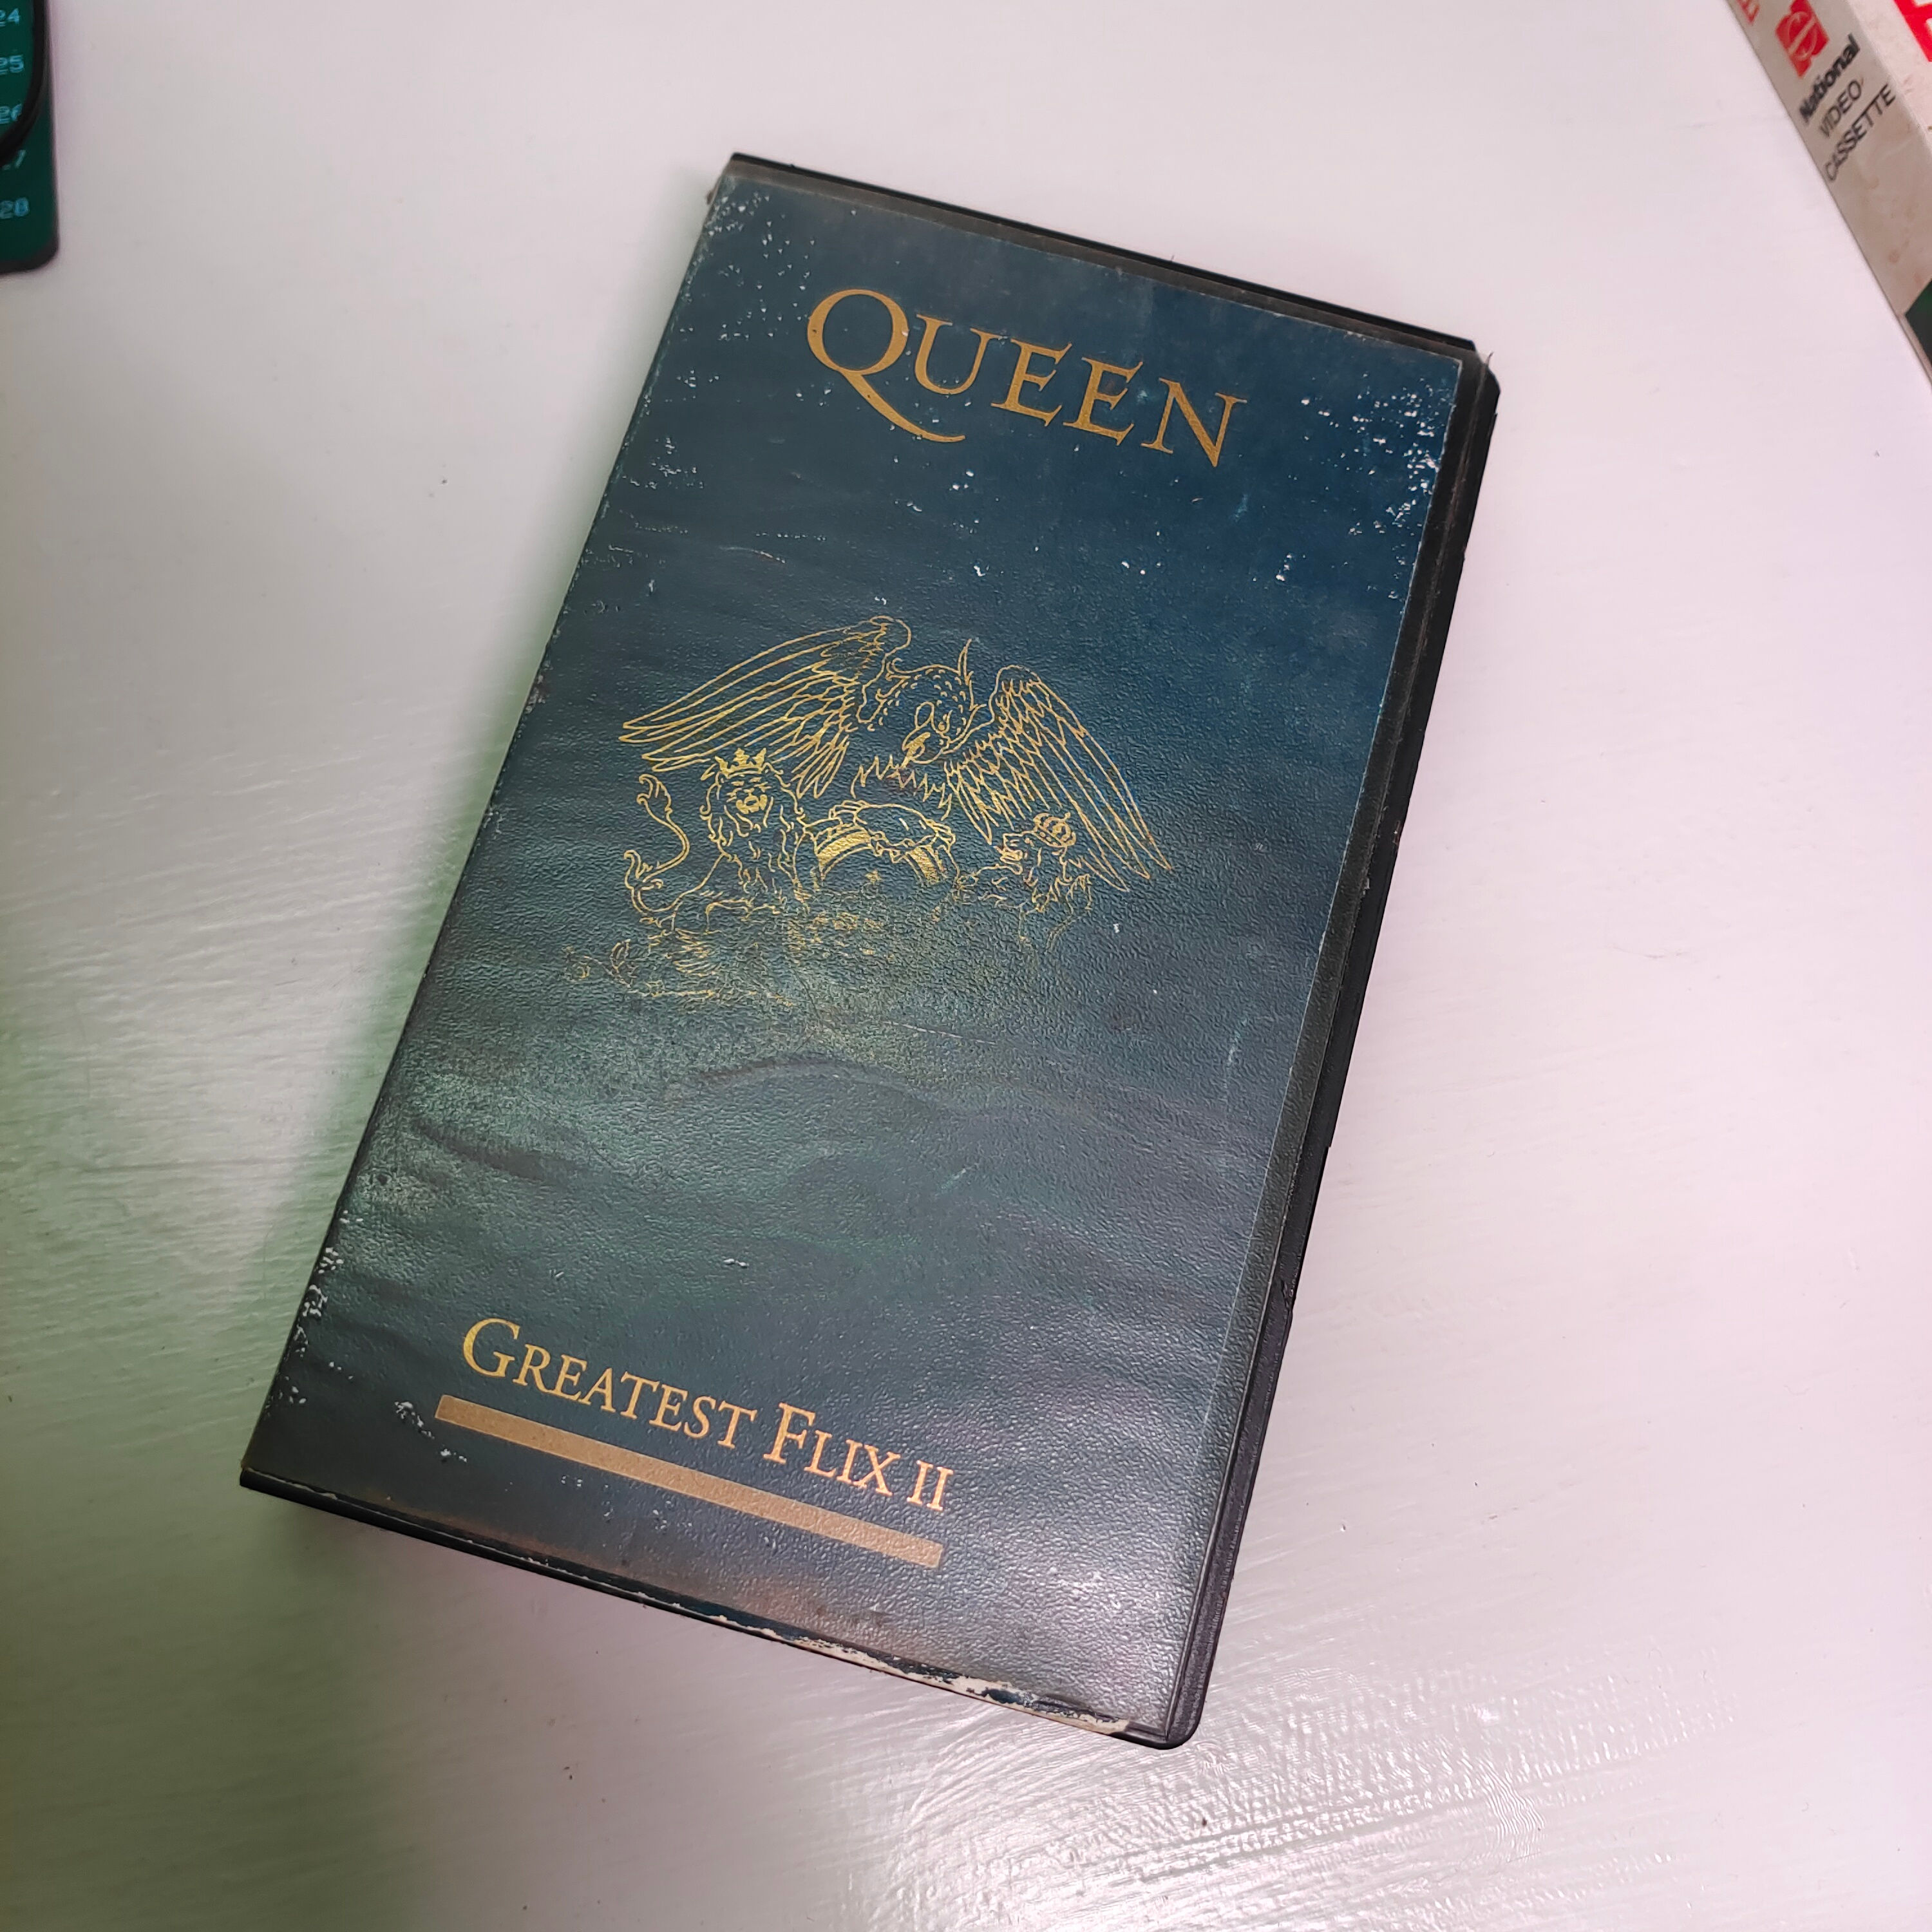 24
25
26
28
National
VIDEO
CASSETTE
QUEEN
GREATEST FLIX II